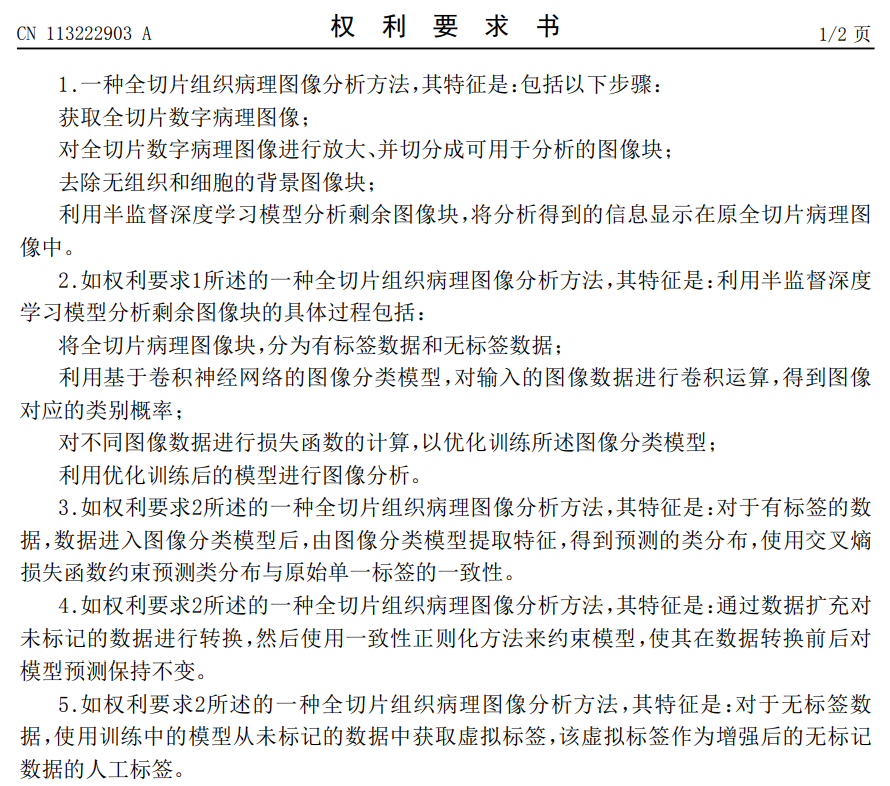 CN 113222903 A
权利要求书
1/2 页
1.一种全切片组织病理图像分析方法,其特征是:包括以下步骤:
获取全切片数字病理图像;
对全切片数字病理图像进行放大、并切分成可用于分析的图像块;
去除无组织和细胞的背景图像块;
利用半监督深度学习模型分析剩余图像块,将分析得到的信息显示在原全切片病理图
像中。
2.如权利要求1所述的一种全切片组织病理图像分析方法,其特征是:利用半监督深度
学习模型分析剩余图像块的具体过程包括:
将全切片病理图像块,分为有标签数据和无标签数据;
利用基于卷积神经网络的图像分类模型,对输入的图像数据进行卷积运算,得到图像
对应的类别概率;
对不同图像数据进行损失函数的计算,以优化训练所述图像分类模型;
利用优化训练后的模型进行图像分析。
3.如权利要求2所述的一种全切片组织病理图像分析方法,其特征是:对于有标签的数
据,数据进入图像分类模型后,由图像分类模型提取特征,得到预测的类分布,使用交叉熵
损失函数约束预测类分布与原始单一标签的一致性。
4.如权利要求2所述的一种全切片组织病理图像分析方法,其特征是:通过数据扩充对
未标记的数据进行转换,然后使用一致性正则化方法来约束模型,使其在数据转换前后对
模型预测保持不变。
5.如权利要求2所述的一种全切片组织病理图像分析方法,其特征是:对于无标签数
据,使用训练中的模型从未标记的数据中获取虚拟标签,该虚拟标签作为增强后的无标记
数据的人工标签。